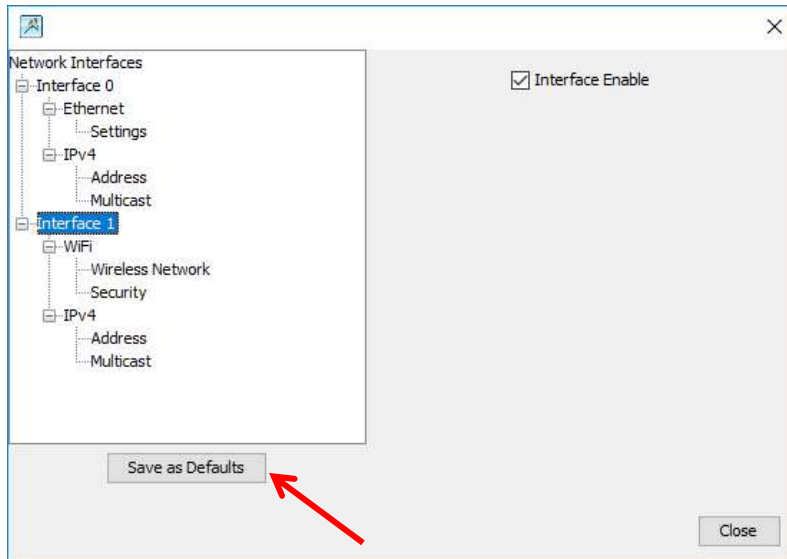 Network Interfaces
Interface 0
Ethernet
Settings
IPv4
Address
Multicast
Interface 1
WiFi
Wireless Network
Security
IPv4
Address
Multicast
Interface Enable
Save as Defaults
Close